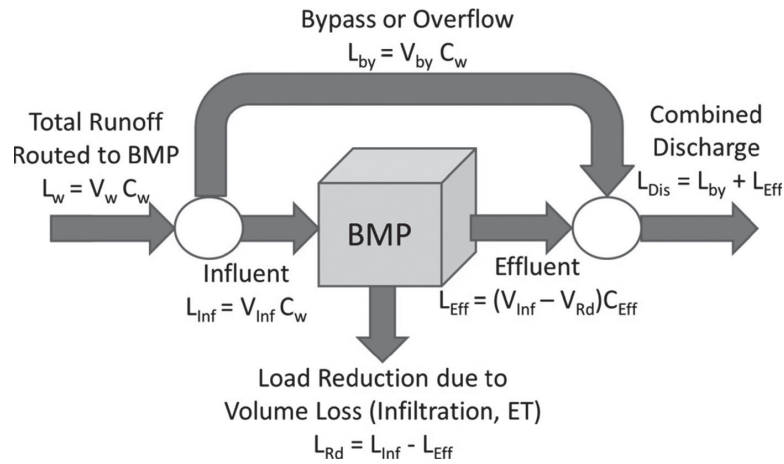 Bypass or Overflow
L_by = V_by C_w
Total Runoff
Routed to BMP
L_w = V_w C_w
Combined
Discharge
L_Dis = L_by + L_Eff
BMP
Influent
L_Inf = V_Inf C_w
Effluent
L_Eff = (V_Inf – V_Rd)C_Eff
Load Reduction due to
Volume Loss (Infiltration, ET)
L_Rd = L_Inf - L_Eff